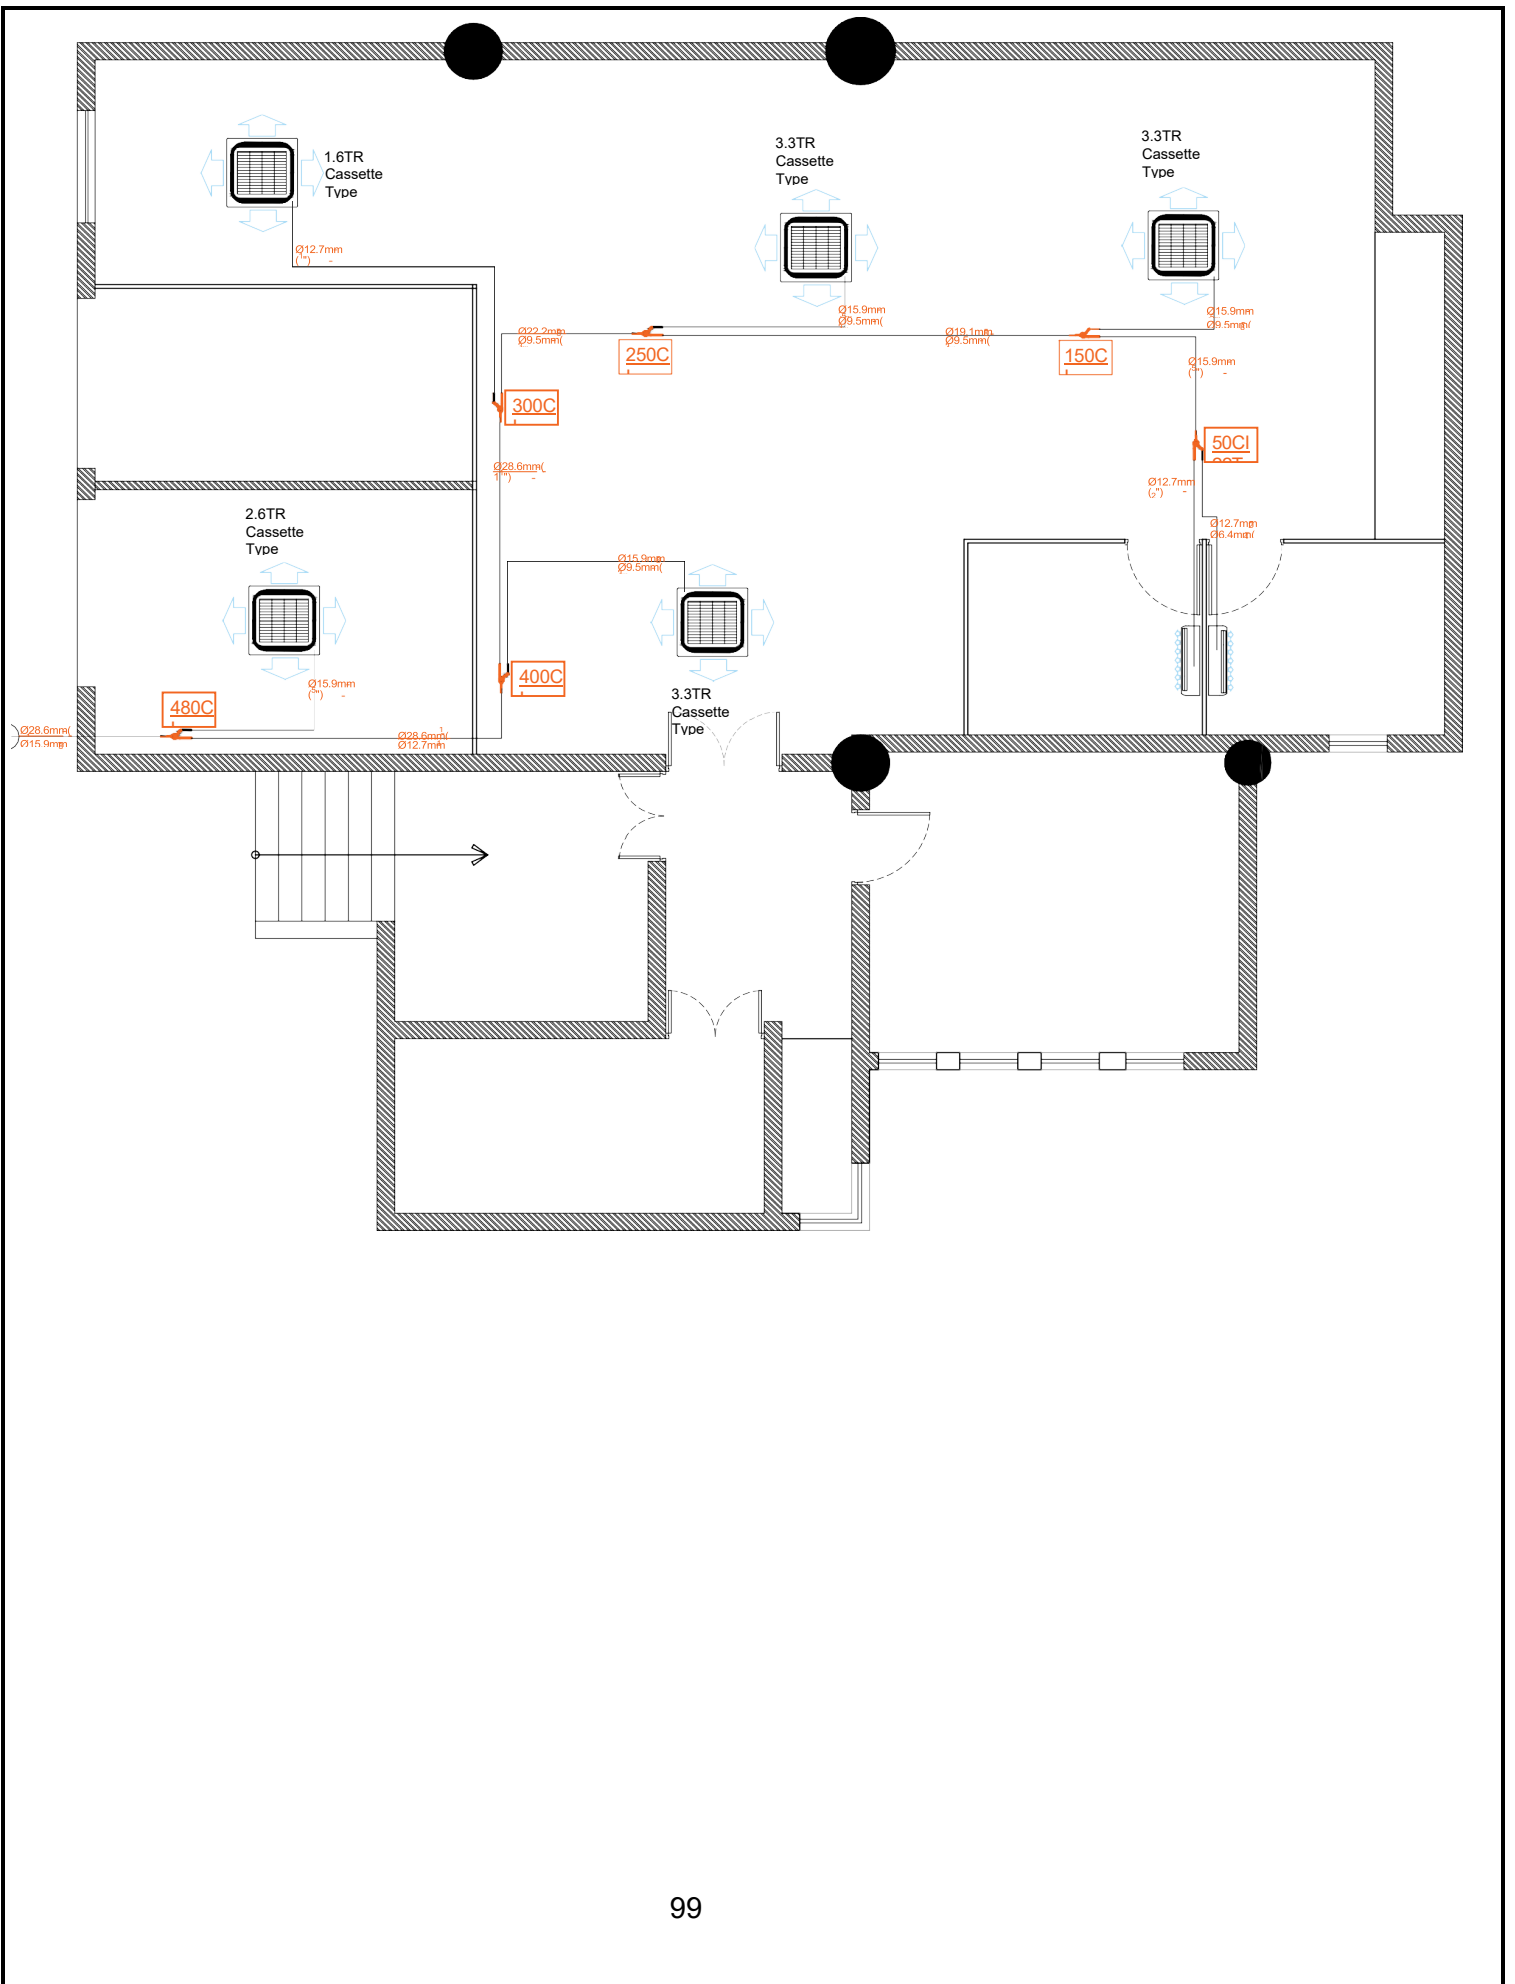 3.3TR
Cassette
Type
3.3TR
Cassette
Type
1.6TR
Cassette
Type
Ø12.7mm
Ø15.9mm
Ø9.5mm(
Ø15.9mm
Ø9.5mm(
Ø22.2mm
Ø9.5mm(
250C
Ø19.1mm
Ø9.5mm(
150C
Ø15.9mm
300C
50CI
Ø28.6mm(
Ø12.7mm
2.6TR
Cassette
Type
Ø12.7mm
Ø6.4mm(
Ø15.9mm
Ø9.5mm(
400C
Ø15.9mm
3.3TR
Cassette
Type
480C
Ø28.6mm(
Ø15.9mm
Ø28.6mm(
Ø12.7mm
99